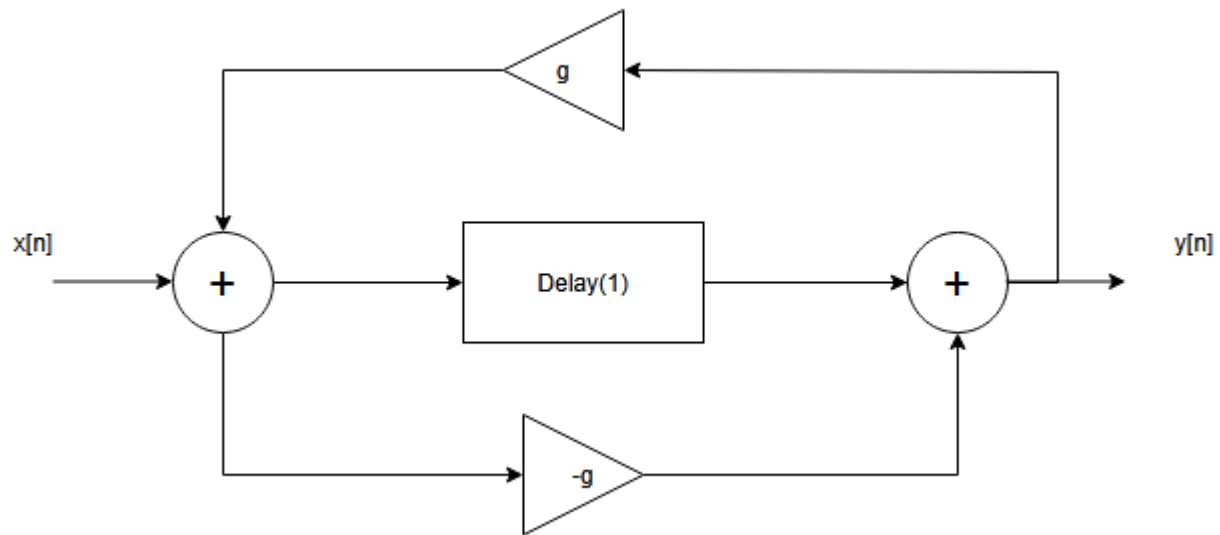 g
x[n]
+
Delay(1)
+
y[n]
-g